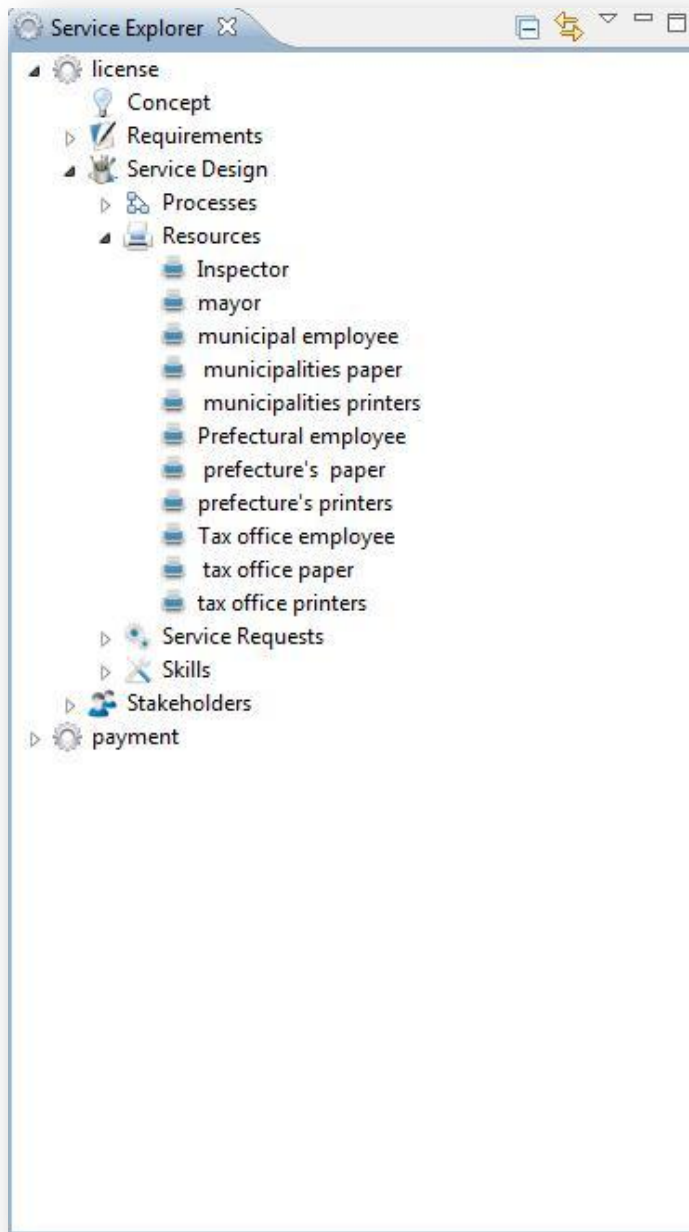 Service Explorer
license
Concept
Requirements
Service Design
Processes
Resources
Inspector
mayor
municipal employee
municipalities paper
municipalities printers
Prefectural employee
prefecture's  paper
prefecture's printers
Tax office employee
tax office paper
tax office printers
Service Requests
Skills
Stakeholders
payment